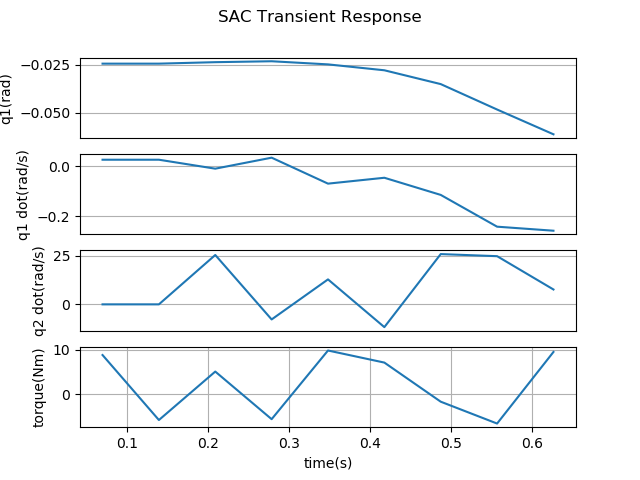 SAC Transient Response
q1(rad)
−0.025
−0.050
q1 dot(rad/s)
0.0
−0.2
q2 dot(rad/s)
25
0
torque(Nm)
10
0
0.1 0.2 0.3 0.4 0.5 0.6
time(s)